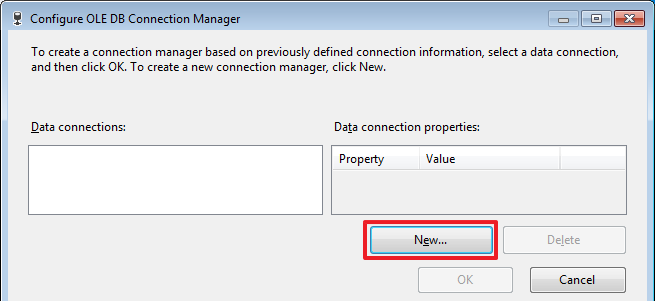 Configure OLE DB Connection Manager
To create a connection manager based on previously defined connection information, select a data connection,
and then click OK. To create a new connection manager, click New.
Data connections:
Data connection properties:
Property Value
New...
Delete
OK
Cancel